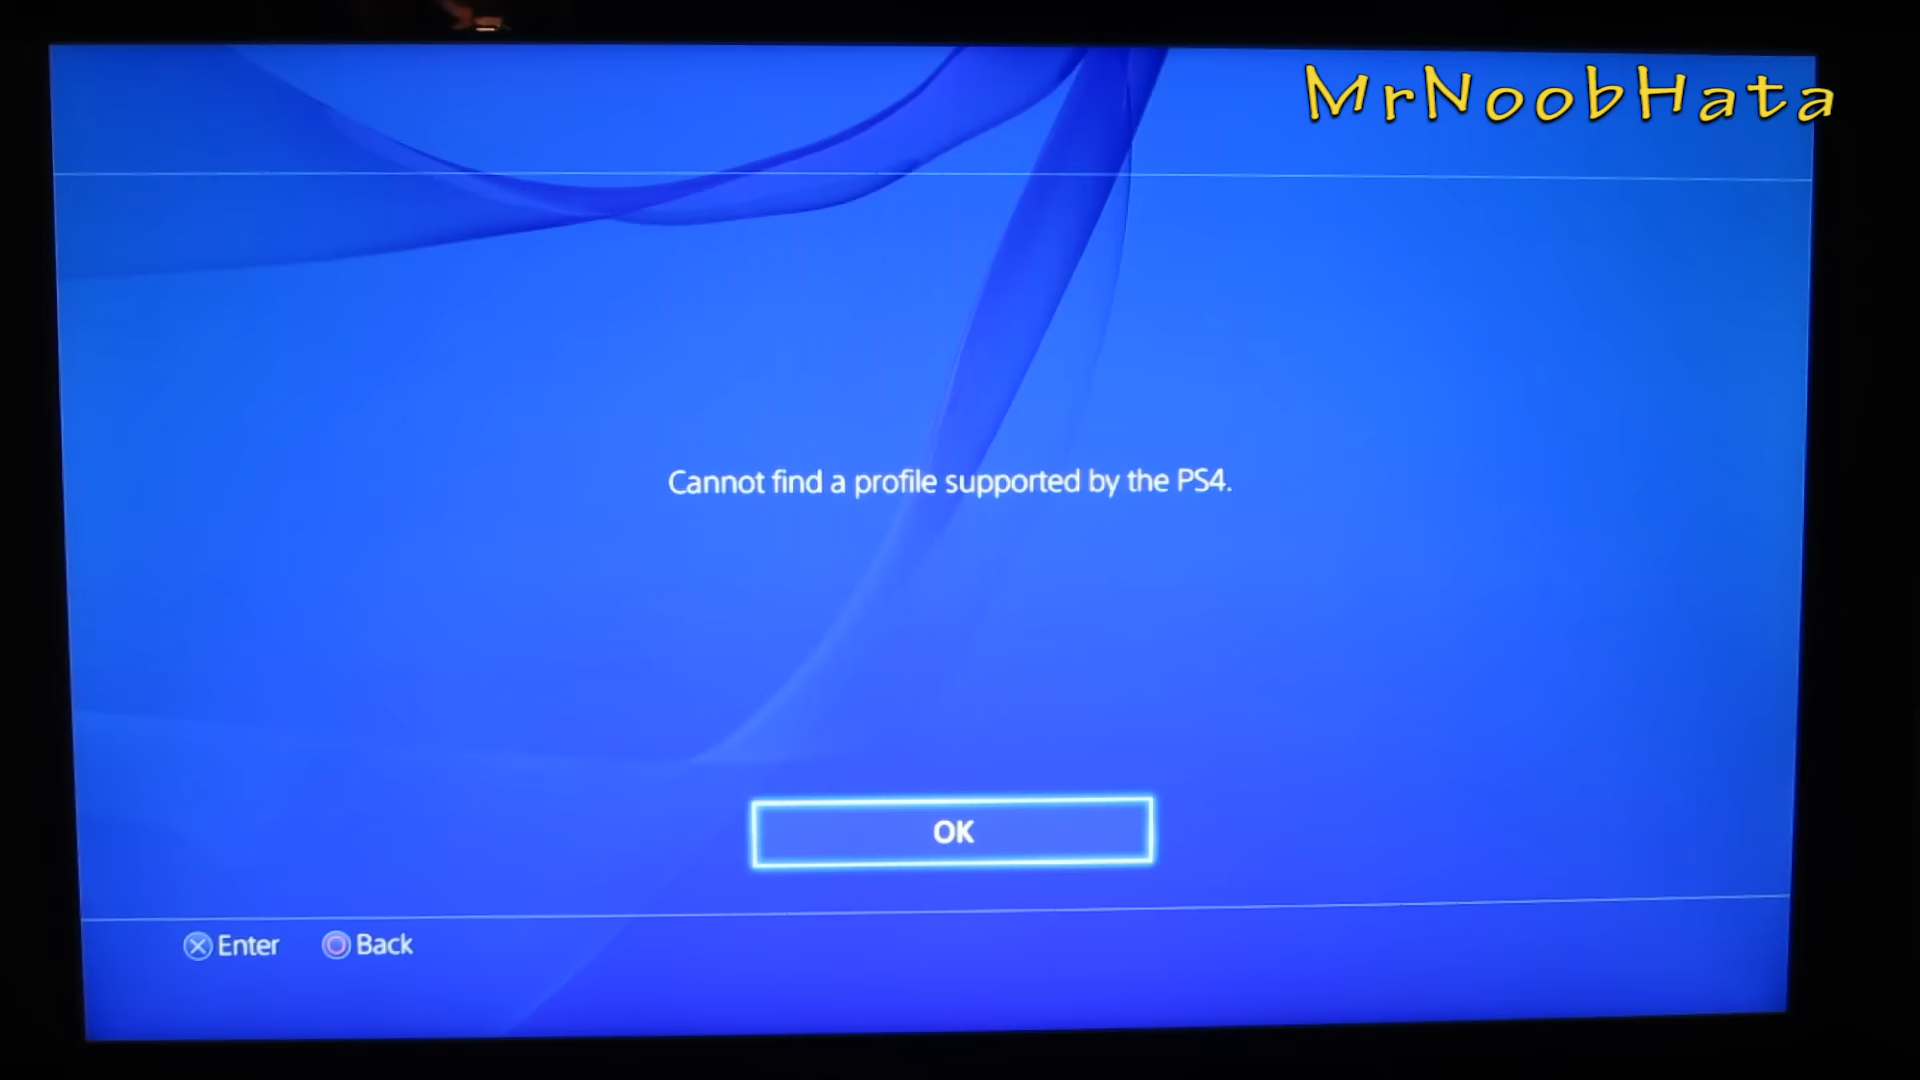 MrNoobHata
Cannot find a profile supported by the PS4.
OK
Enter Back